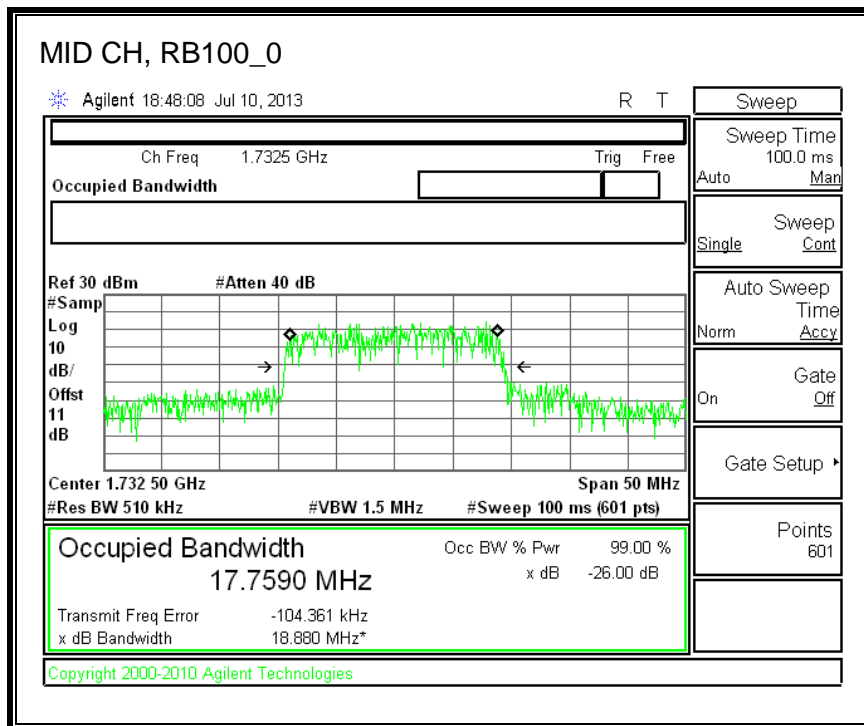 MID CH, RB100_0
Agilent 18:48:08 Jul 10, 2013 R T
Sweep
Ch Freq 1.7325 GHz Trig Free
Occupied Bandwidth
Sweep Time
100.0 ms
Auto Man
Sweep
Single Cont
Auto Sweep
Time
Norm Accy
Gate
On Off
Gate Setup
Points
601
Ref 30 dBm #Atten 40 dB
#Samp
Log
10
dB/
Offst
11
dB
Center 1.732 50 GHz Span 50 MHz
#Res BW 510 kHz #VBW 1.5 MHz #Sweep 100 ms (601 pts)
Occupied Bandwidth
17.7590 MHz
Occ BW % Pwr 99.00 %
x dB -26.00 dB
Transmit Freq Error -104.361 kHz
x dB Bandwidth 18.880 MHz*
Copyright 2000-2010 Agilent Technologies